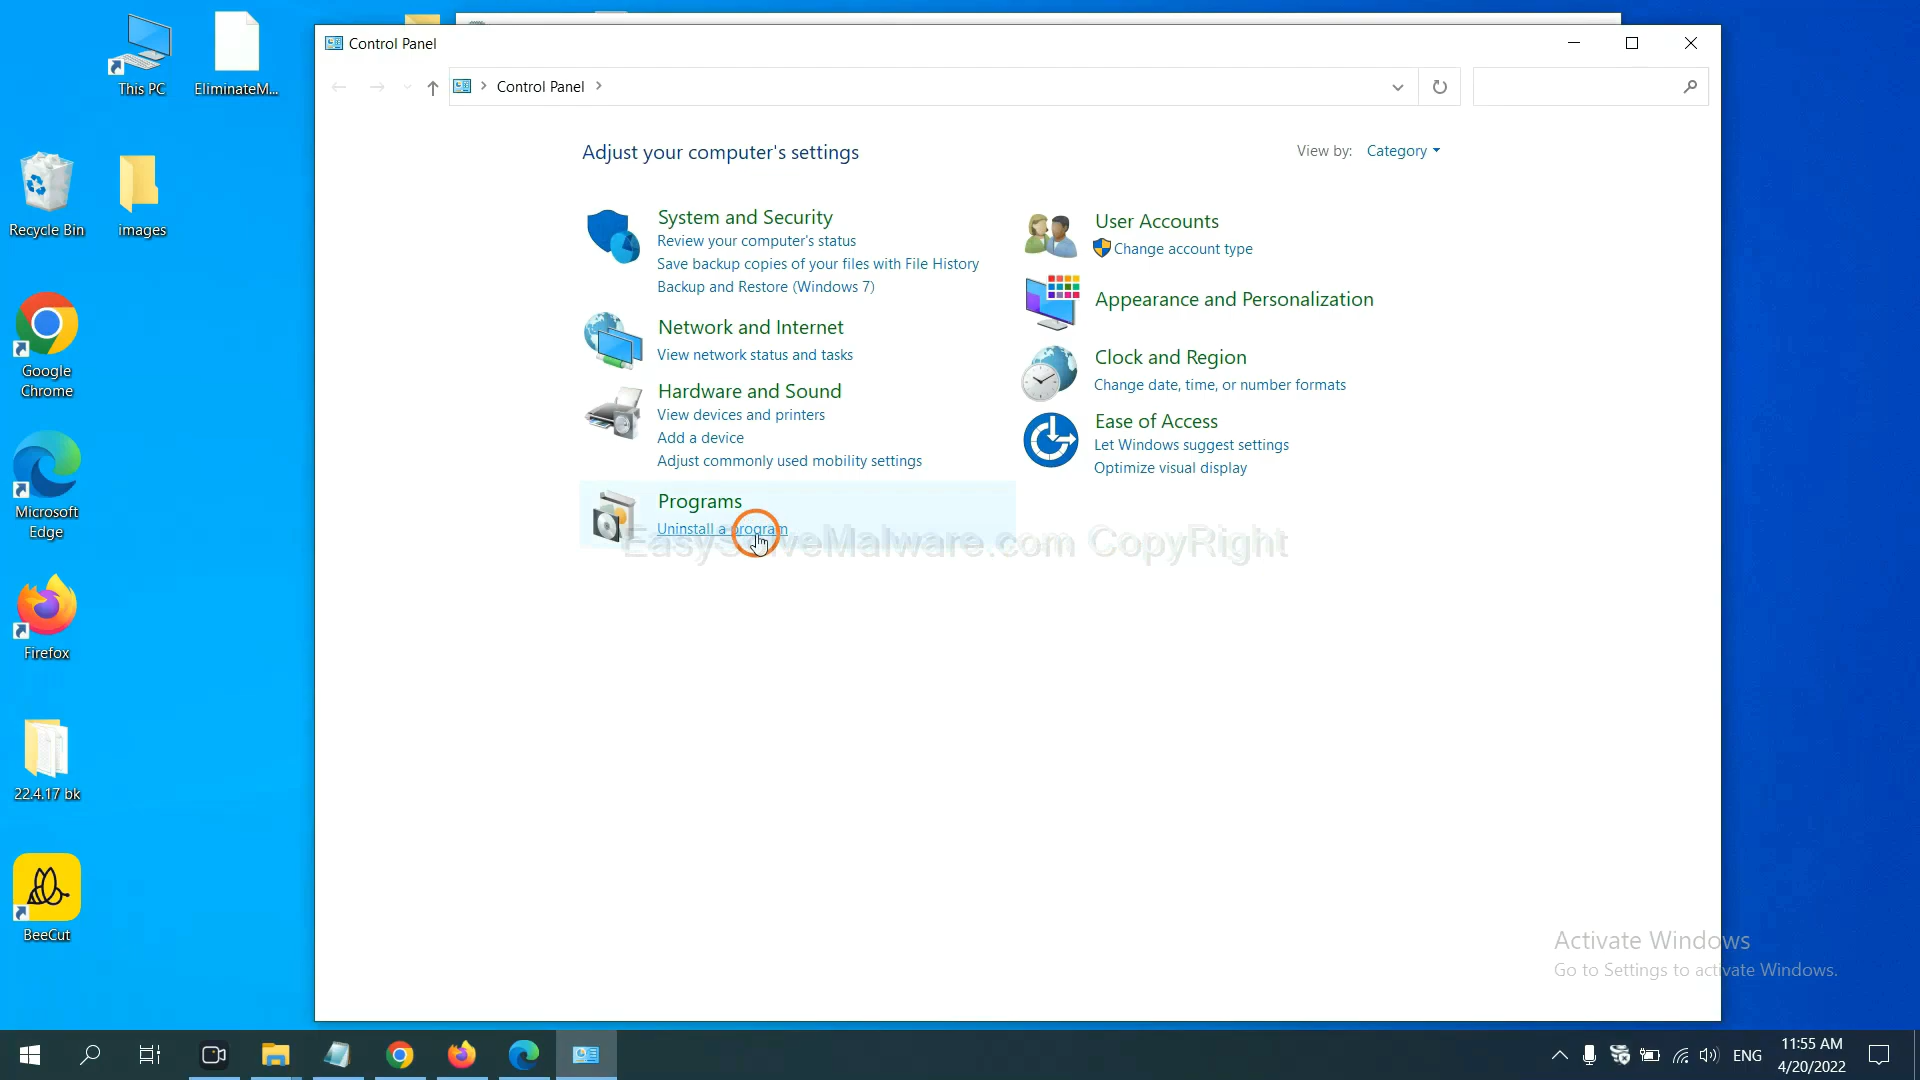 Control Panel
Control Panel
Adjust your computer's settings
View by: Category
System and Security
Review your computer's status
Save backup copies of your files with File History
Backup and Restore (Windows 7)
Network and Internet
View network status and tasks
Hardware and Sound
View devices and printers
Add a device
Adjust commonly used mobility settings
Programs
Uninstall a program
User Accounts
Change account type
Appearance and Personalization
Clock and Region
Change date, time, or number formats
Ease of Access
Let Windows suggest settings
Optimize visual display
EasySolveMalware.com CopyRight
This PC
EliminateM...
Recycle Bin
images
Google
Chrome
Microsoft
Edge
Firefox
22.4.17 bk
BeeCut
Activate Windows
Go to Settings to activate Windows.
ENG
11:55 AM
4/20/2022